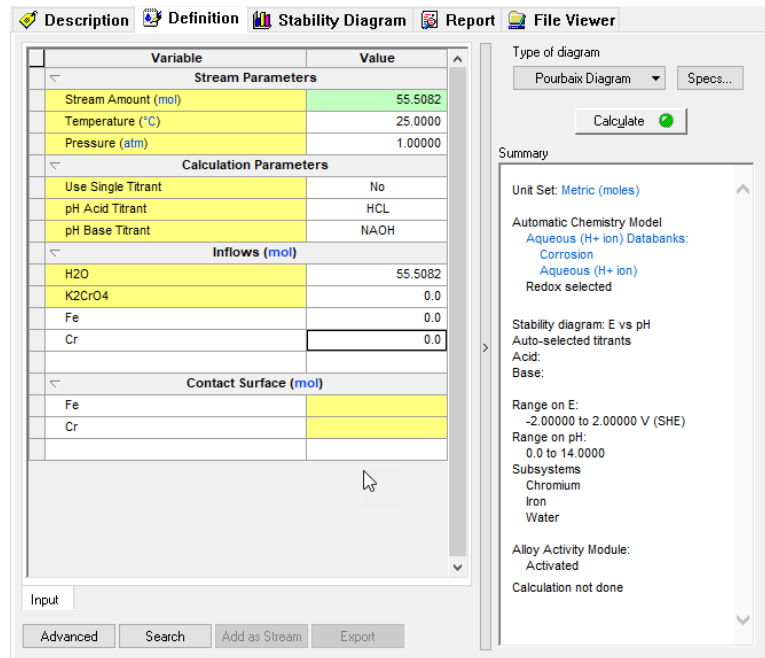 Description Definition Stability Diagram Report File Viewer
Variable Value
Stream Parameters
Stream Amount (mol) 55.5082
Temperature (°C) 25.0000
Pressure (atm) 1.00000
Calculation Parameters
Use Single Titrant No
pH Acid Titrant HCL
pH Base Titrant NAOH
Inflows (mol)
H2O 55.5082
K2CrO4 0.0
Fe 0.0
Cr 0.0
Contact Surface (mol)
Fe
Cr
Input
Advanced Search Add as Stream Export
Type of diagram
Pourbaix Diagram Specs...
Calculate
Summary
Unit Set: Metric (moles)
Automatic Chemistry Model
Aqueous (H+ ion) Databanks:
Corrosion
Aqueous (H+ ion)
Redox selected
Stability diagram: E vs pH
Auto-selected titrants
Acid:
Base:
Range on E:
-2.00000 to 2.00000 V (SHE)
Range on pH:
0.0 to 14.0000
Subsystems
Chromium
Iron
Water
Alloy Activity Module:
Activated
Calculation not done